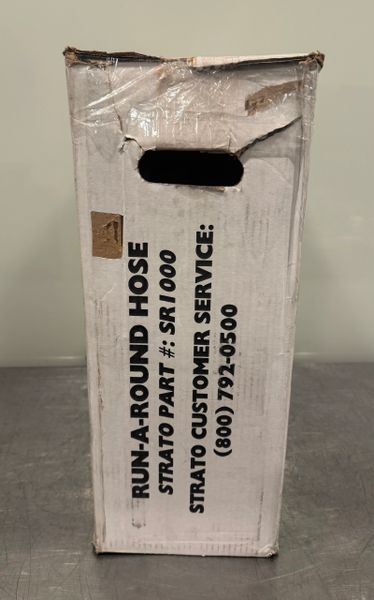 RUN-A-ROUND HOSE
STRATO PART #: SR1000
STRATO CUSTOMER SERVICE:
(800) 792-0500